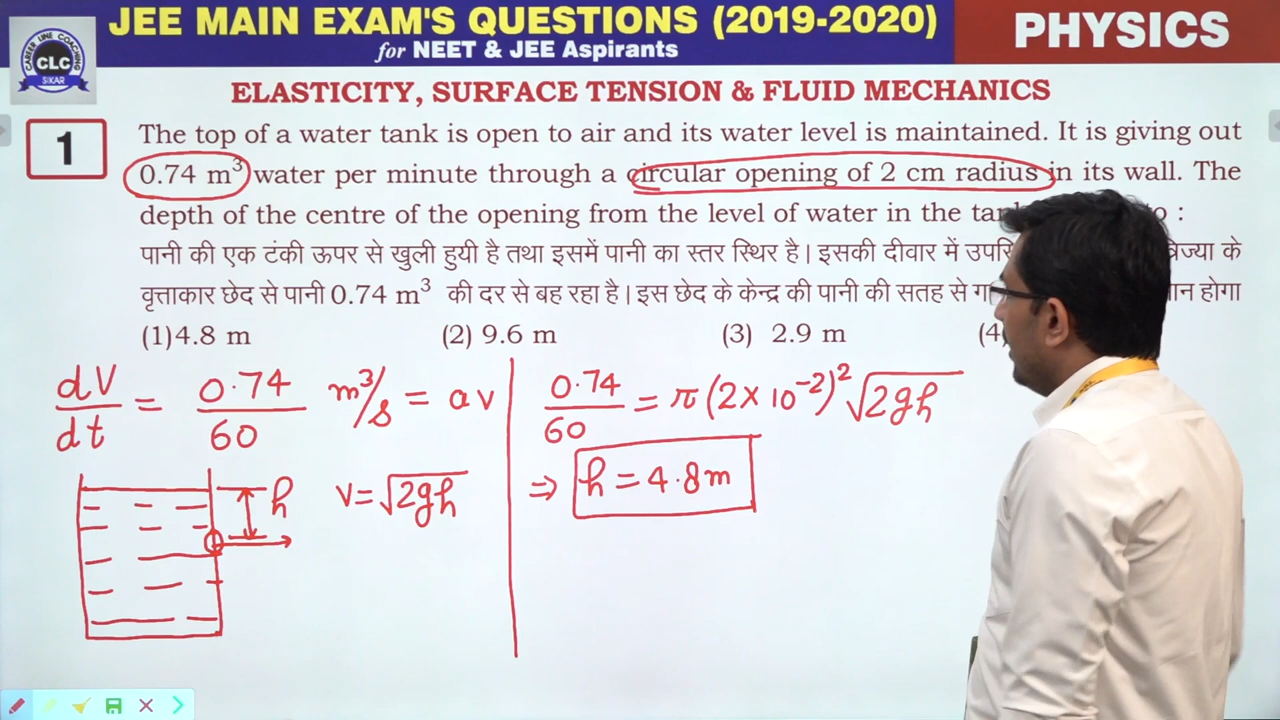 JEE MAIN EXAM'S QUESTIONS (2019-2020)
for NEET & JEE Aspirants
PHYSICS
CAREER LINE COACHING
CLC
SIKAR
ELASTICITY, SURFACE TENSION & FLUID MECHANICS
1
The top of a water tank is open to air and its water level is maintained. It is giving out
0.74 m³ water per minute through a circular opening of 2 cm radius in its wall. The
depth of the centre of the opening from the level of water in the :
पानी की एक टंकी ऊपर से खुली हुयी है तथा इसमें पानी का स्तर स्थिर है। इसकी दीवार में के
वृत्ताकार छेद से पानी 0.74 m³ की दर से बह रहा है। इस छेद के केन्द्र की पानी की सतह से होगा
(1)4.8 m (2) 9.6 m (3) 2.9 m (4)
dV/dt = 0.74/60 m³/s = av
0.74/60 = π(2×10⁻²)²√2gh
h
v=√2gh
⇒ h = 4.8m